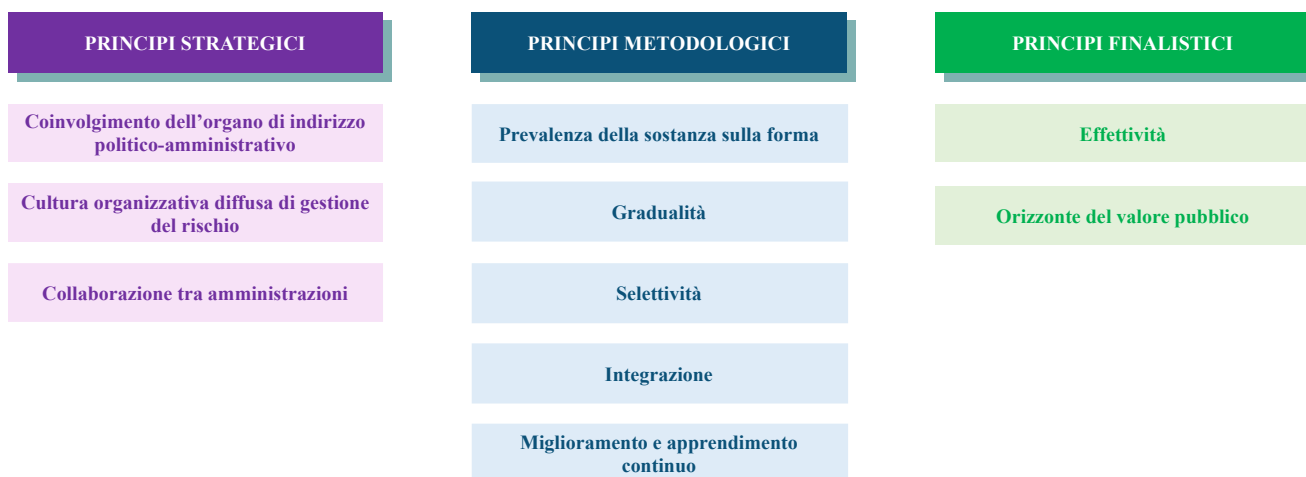 PRINCIPI STRATEGICI
Coinvolgimento dell’organo di indirizzo
politico-amministrativo
Cultura organizzativa diffusa di gestione
del rischio
Collaborazione tra amministrazioni
PRINCIPI METODOLOGICI
Prevalenza della sostanza sulla forma
Gradualità
Selettività
Integrazione
Miglioramento e apprendimento
continuo
PRINCIPI FINALISTICI
Effettività
Orizzonte del valore pubblico